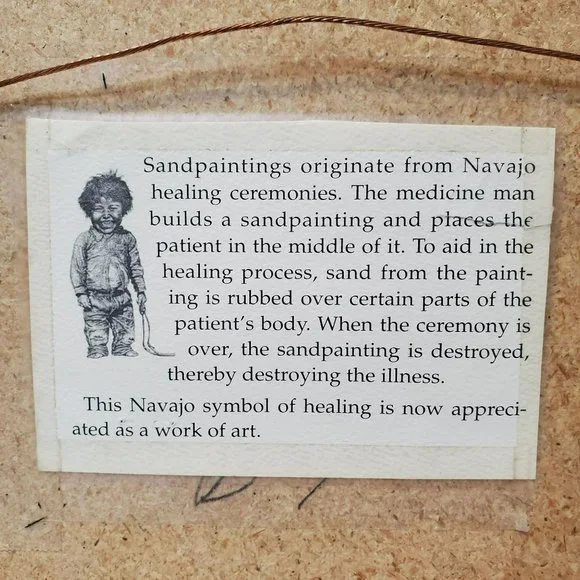 Sandpaintings originate from Navajo
healing ceremonies. The medicine man
builds a sandpainting and places the
patient in the middle of it. To aid in the
healing process, sand from the paint-
ing is rubbed over certain parts of the
patient's body. When the ceremony is
over, the sandpainting is destroyed,
thereby destroying the illness.
This Navajo symbol of healing is now appreci-
ated as a work of art.